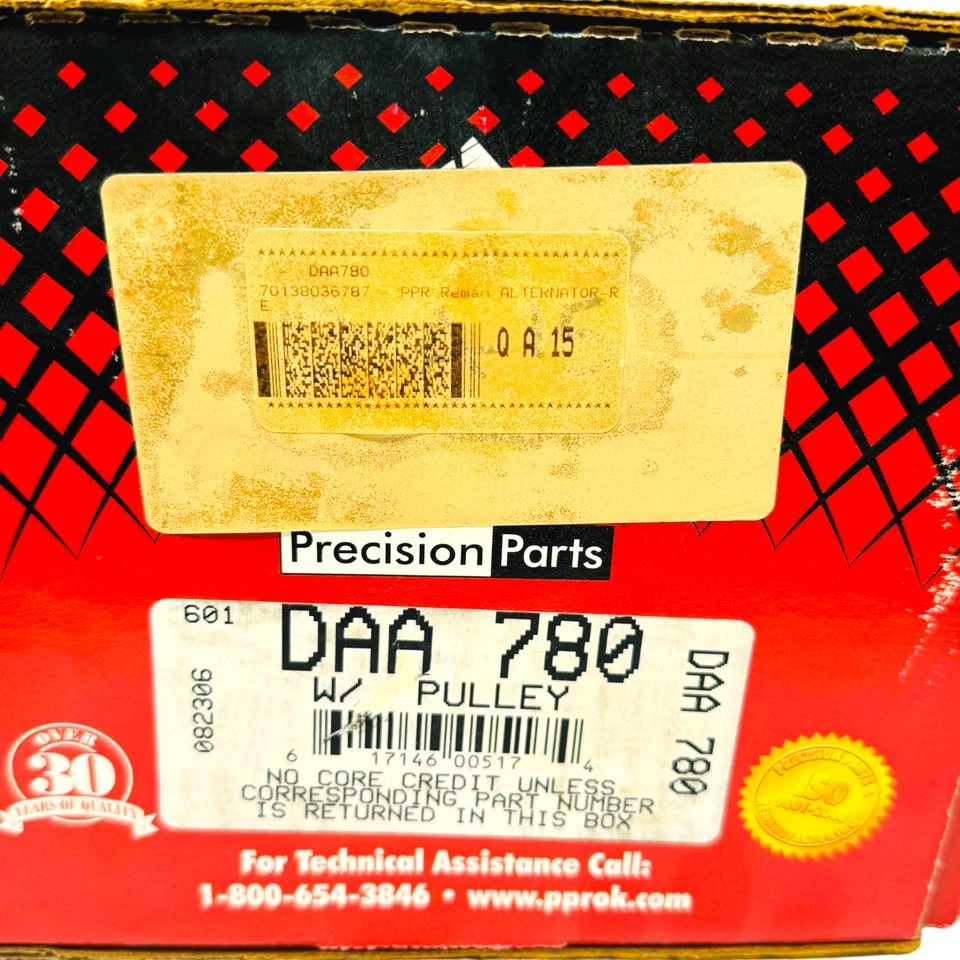 DAA780
70138036787 - PPR Reman ALTERNATOR-R
E
Q A 15
Precision Parts
601
DAA 780
W/ PULLEY
082306
DAA 780
6 17146 00517 4
NO CORE CREDIT UNLESS
CORRESPONDING PART NUMBER
IS RETURNED IN THIS BOX
OVER
30
YEARS OF QUALITY
ISO
For Technical Assistance Call:
1-800-654-3846 • www.pprok.com